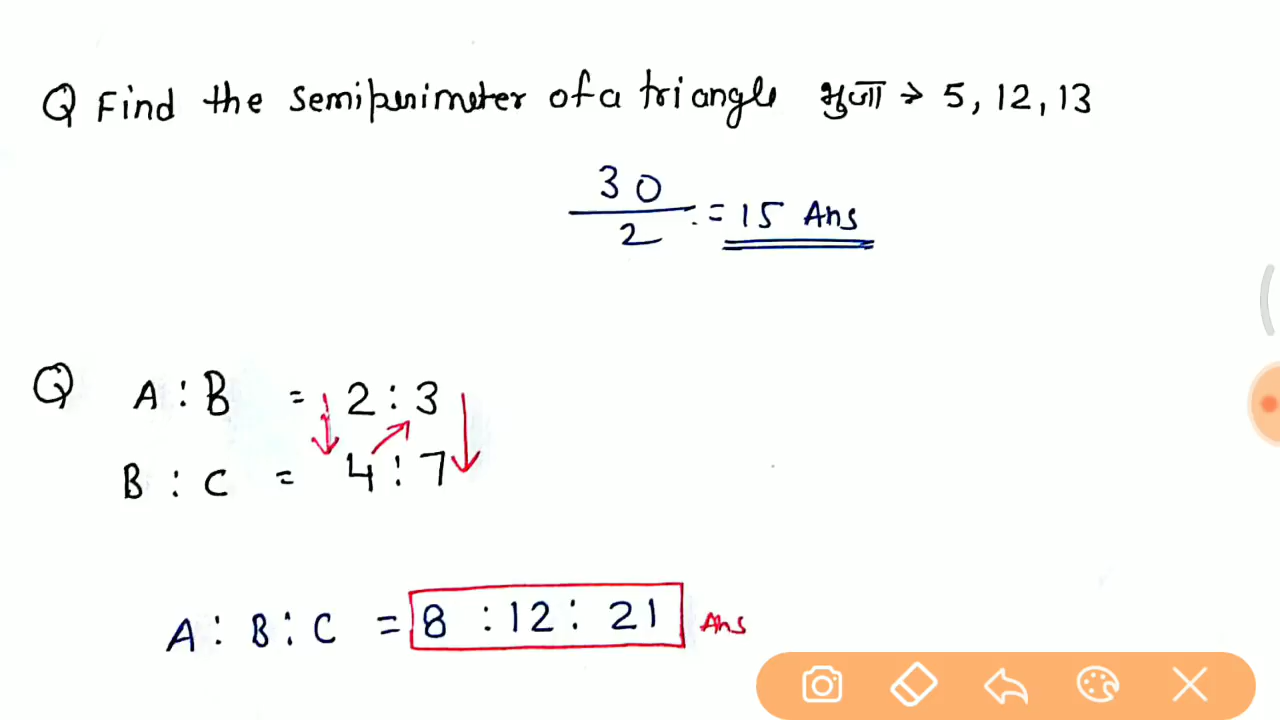 Q Find the semiperimeter of a triangle भुजा → 5, 12, 13
30
2
= 15 Ans
Q A : B = 2 : 3
B : C = 4 : 7
A : B : C = 8 : 12 : 21 Ans